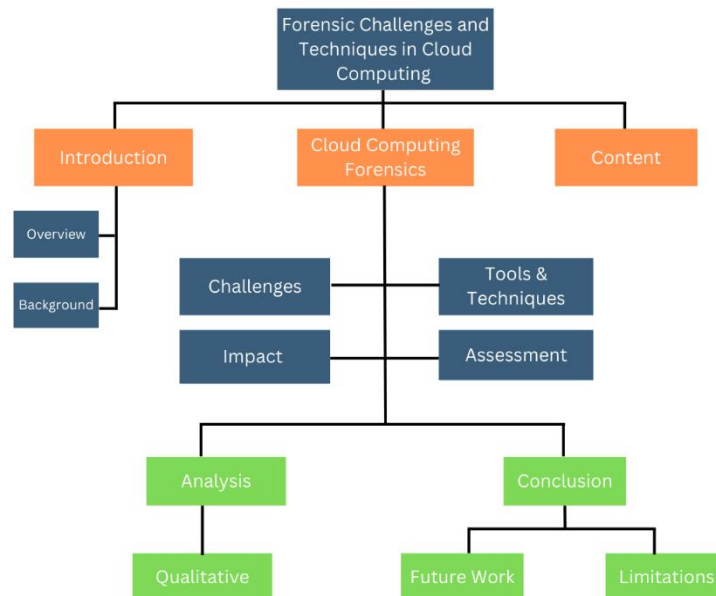 Forensic Challenges and
Techniques in Cloud
Computing
Introduction
Cloud Computing
Forensics
Content
Overview
Background
Challenges
Tools &
Techniques
Impact
Assessment
Analysis
Conclusion
Qualitative
Future Work
Limitations